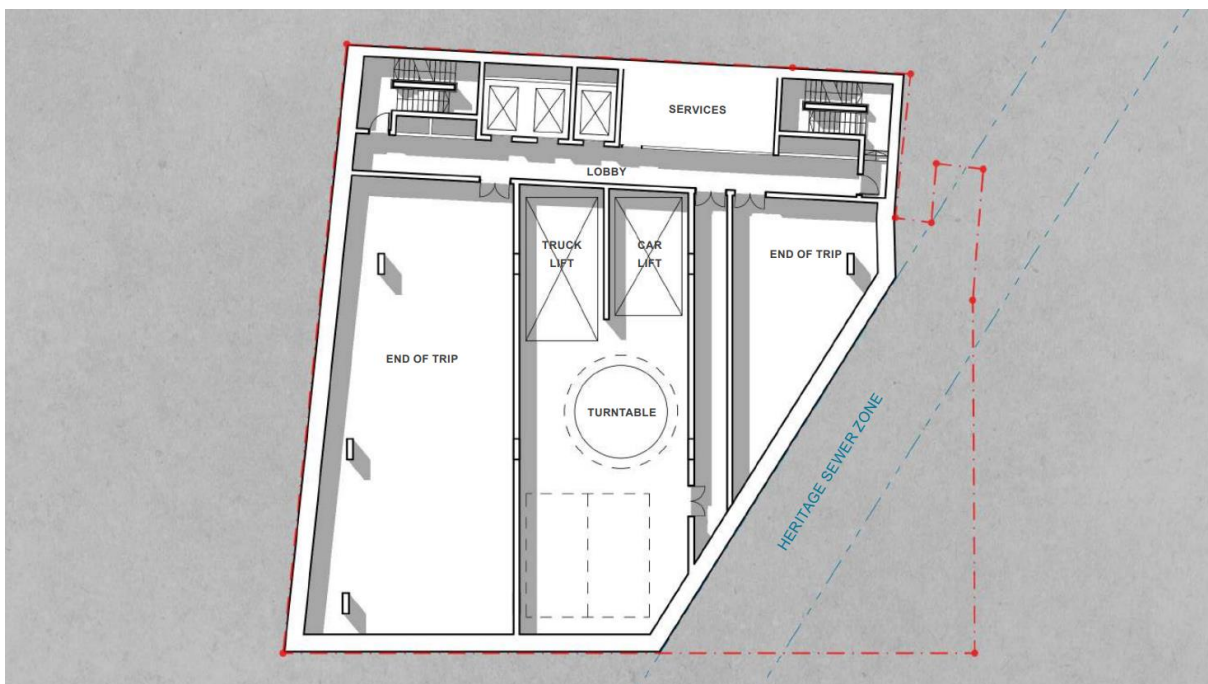 SERVICES
LOBBY
TRUCK
LIFT
CAR
LIFT
END OF TRIP
END OF TRIP
TURNTABLE
HERITAGE SEWER ZONE